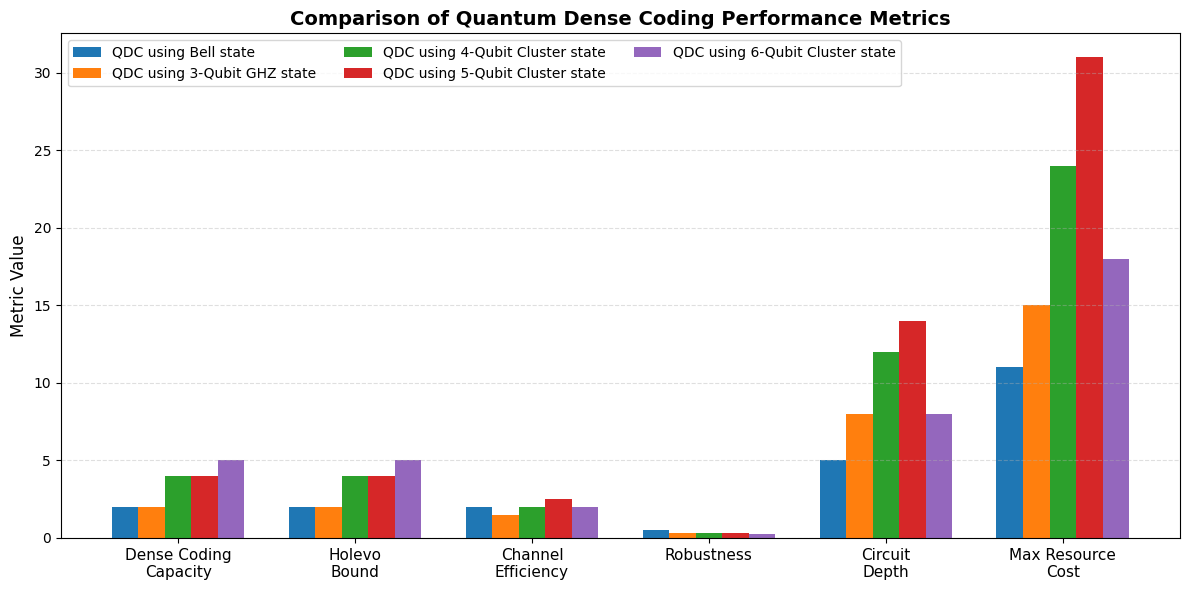 Comparison of Quantum Dense Coding Performance Metrics
QDC using Bell state
QDC using 3-Qubit GHZ state
QDC using 4-Qubit Cluster state
QDC using 5-Qubit Cluster state
QDC using 6-Qubit Cluster state
Metric Value
30
25
20
15
10
5
0
Dense Coding
Capacity
Holevo
Bound
Channel
Efficiency
Robustness
Circuit
Depth
Max Resource
Cost